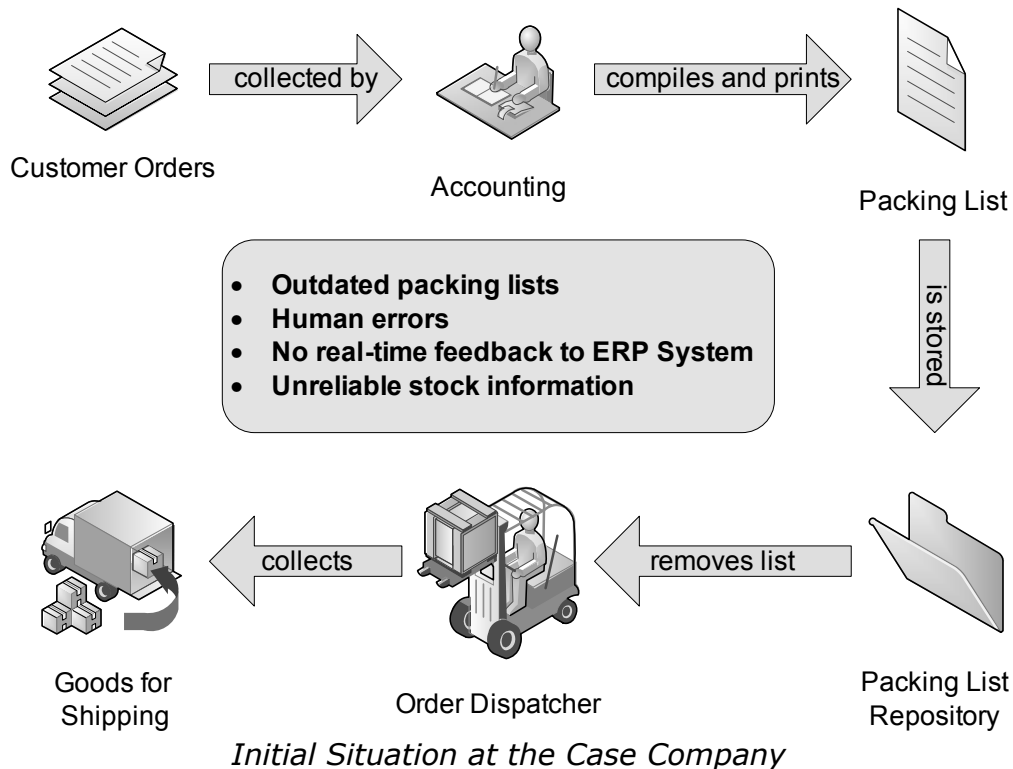 collected by
compiles and prints
Customer Orders
Accounting
Packing List
• Outdated packing lists
• Human errors
• No real-time feedback to ERP System
• Unreliable stock information
is stored
collects
removes list
Goods for
Shipping
Order Dispatcher
Packing List
Repository
Initial Situation at the Case Company